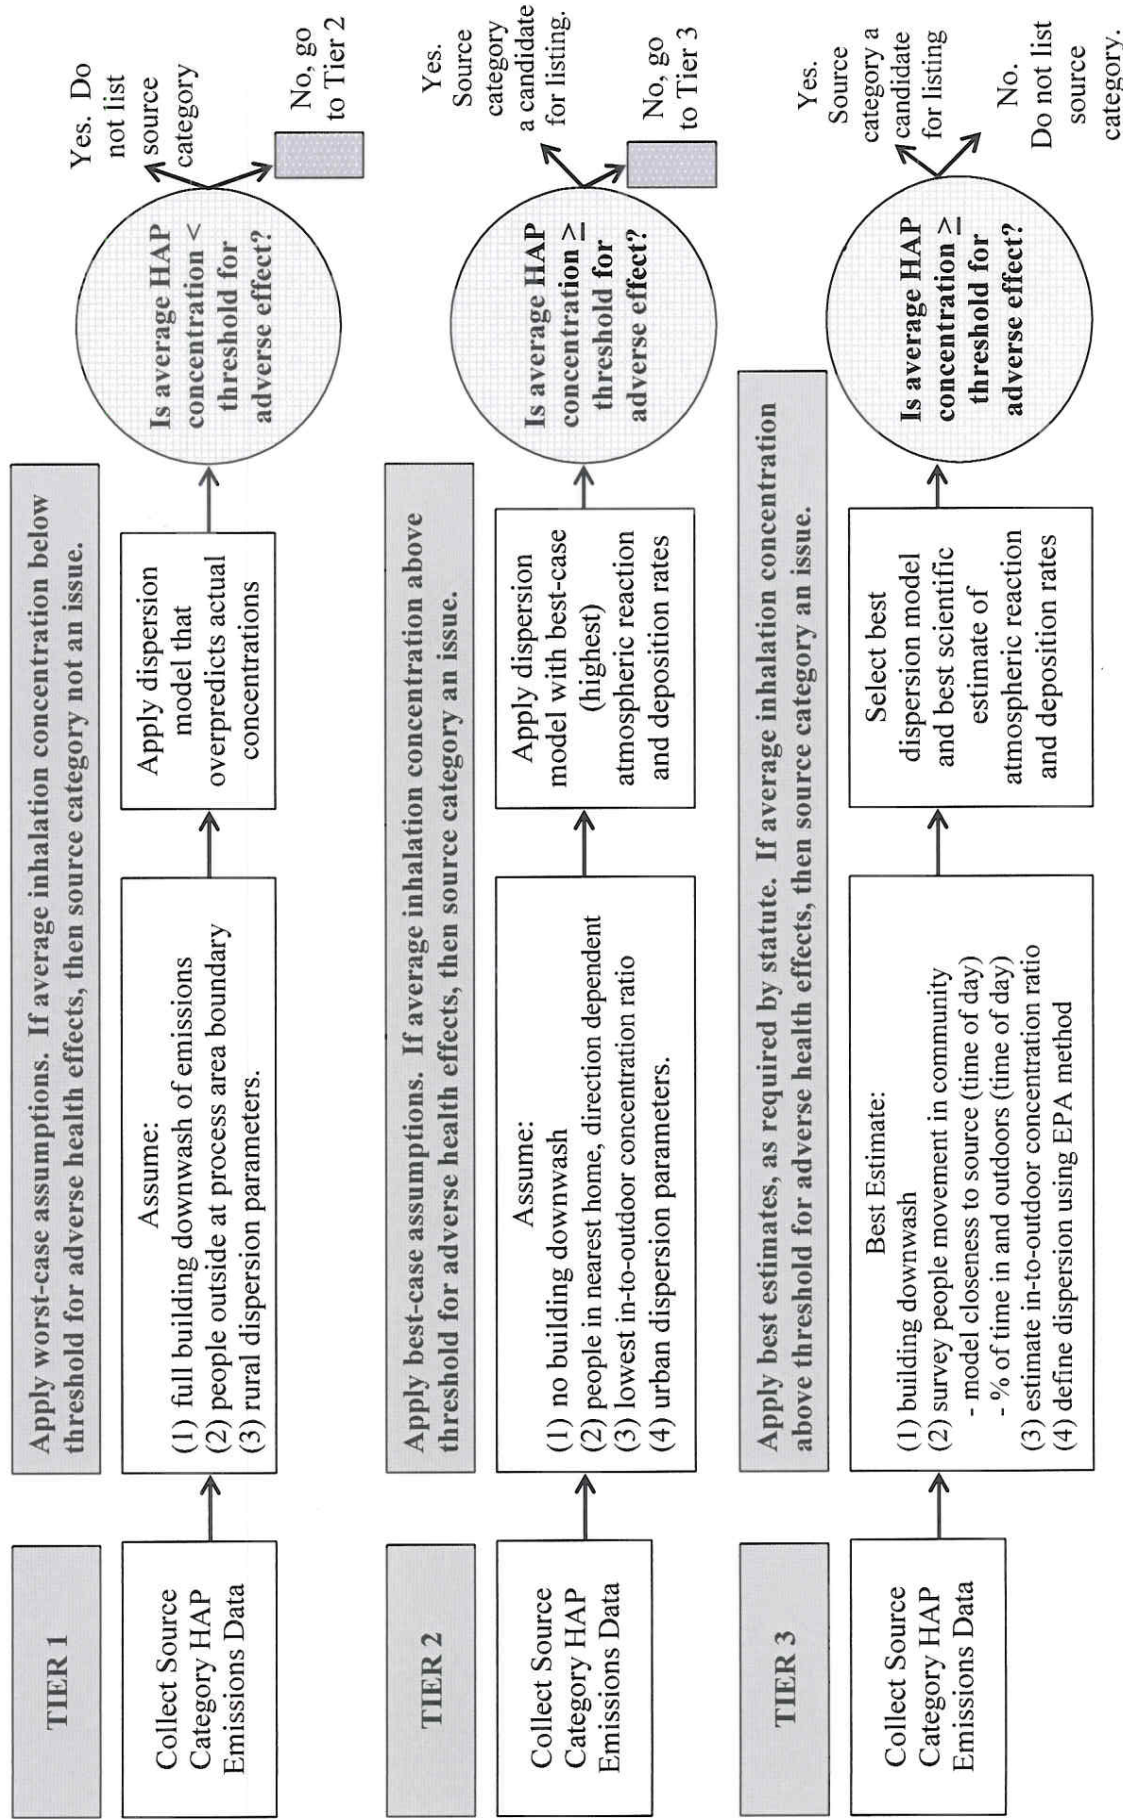 TIER 1
Apply worst-case assumptions. If average inhalation concentration below
threshold for adverse health effects, then source category not an issue.
Collect Source
Category HAP
Emissions Data
Assume:
(1) full building downwash of emissions
(2) people outside at process area boundary
(3) rural dispersion parameters.
Apply dispersion
model that
overpredicts actual
concentrations
Is average HAP
concentration <
threshold for
adverse effect?
Yes. Do
not list
source
category
No, go
to Tier 2
TIER 2
Apply best-case assumptions. If average inhalation concentration above
threshold for adverse health effects, then source category an issue.
Collect Source
Category HAP
Emissions Data
Assume:
(1) no building downwash
(2) people in nearest home, direction dependent
(3) lowest in-to-outdoor concentration ratio
(4) urban dispersion parameters.
Apply dispersion
model with best-case
(highest)
atmospheric reaction
and deposition rates
Is average HAP
concentration ≥
threshold for
adverse effect?
Yes.
Source
category
a candidate
for listing.
No, go
to Tier 3
TIER 3
Apply best estimates, as required by statute. If average inhalation concentration
above threshold for adverse health effects, then source category an issue.
Collect Source
Category HAP
Emissions Data
Best Estimate:
(1) building downwash
(2) survey people movement in community
- model closeness to source (time of day)
- % of time in and outdoors (time of day)
(3) estimate in-to-outdoor concentration ratio
(4) define dispersion using EPA method
Select best
dispersion model
and best scientific
estimate of
atmospheric reaction
and deposition rates
Is average HAP
concentration ≥
threshold for
adverse effect?
Yes.
Source
category a
candidate
for listing
No.
Do not list
source
category.